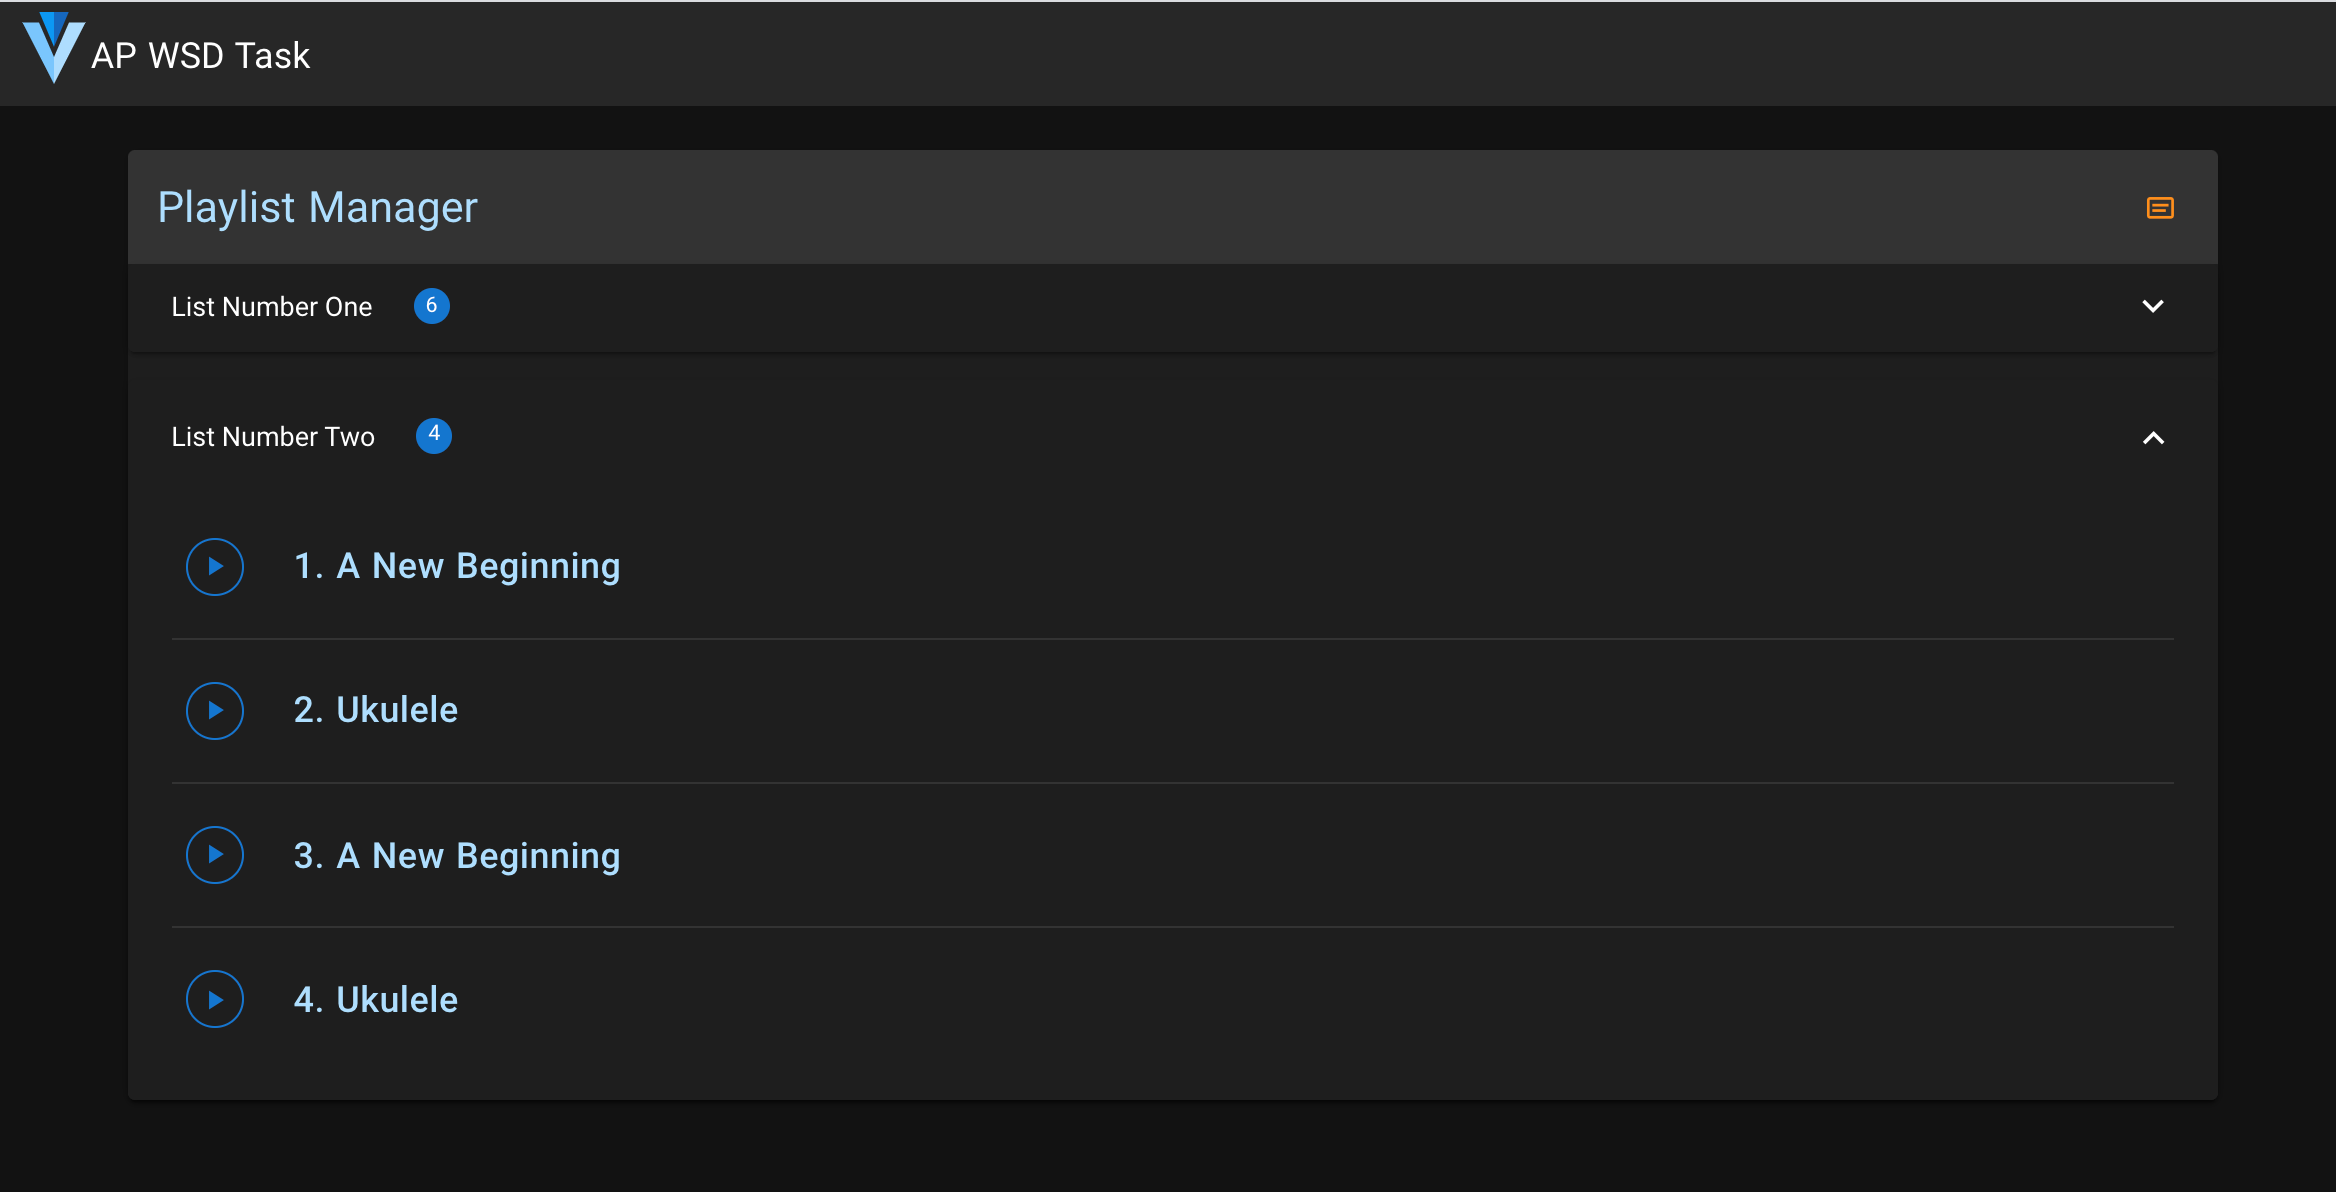 AP WSD Task
Playlist Manager
List Number One 6
List Number Two 4
1. A New Beginning
2. Ukulele
3. A New Beginning
4. Ukulele